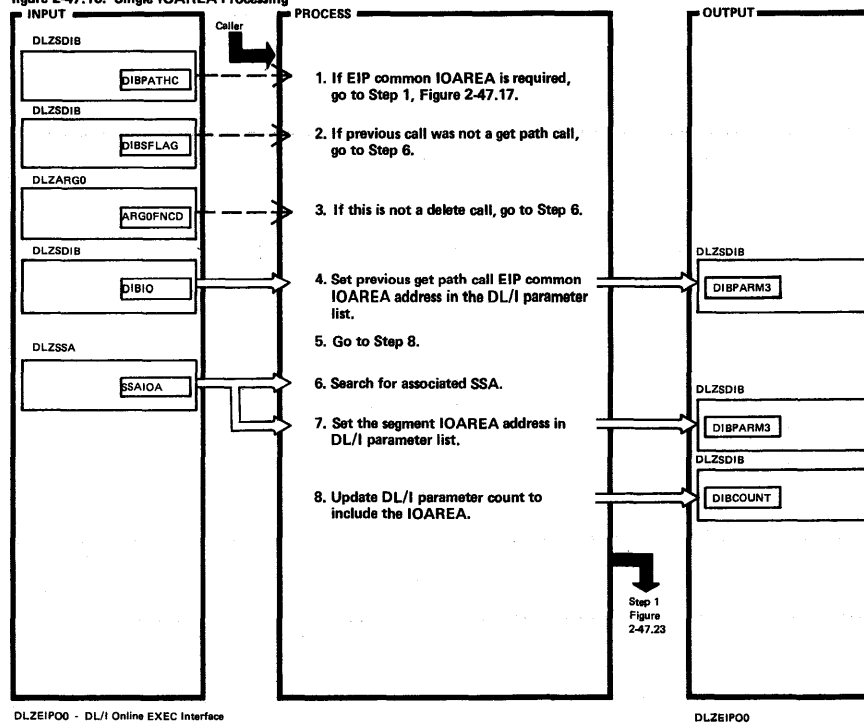 figure 2-47.16. Single IOAREA Processing
INPUT
PROCESS
OUTPUT
Caller
DLZSDIB
DIBPATHC
1. If EIP common IOAREA is required,
go to Step 1, Figure 2-47.17.
DLZSDIB
DIBSFLAG
2. If previous call was not a get path call,
go to Step 6.
DLZARG0
ARG0FNCD
3. If this is not a delete call, go to Step 6.
DLZSDIB
DIBIO
4. Set previous get path call EIP common
IOAREA address in the DL/I parameter
list.
DLZSDIB
DIBPARM3
5. Go to Step 8.
DLZSSA
SSAIOA
6. Search for associated SSA.
7. Set the segment IOAREA address in
DL/I parameter list.
DLZSDIB
DIBPARM3
8. Update DL/I parameter count to
include the IOAREA.
DLZSDIB
DIBCOUNT
Step 1
Figure
2-47.23
DLZEIPO0 - DL/I Online EXEC Interface
DLZEIPO0